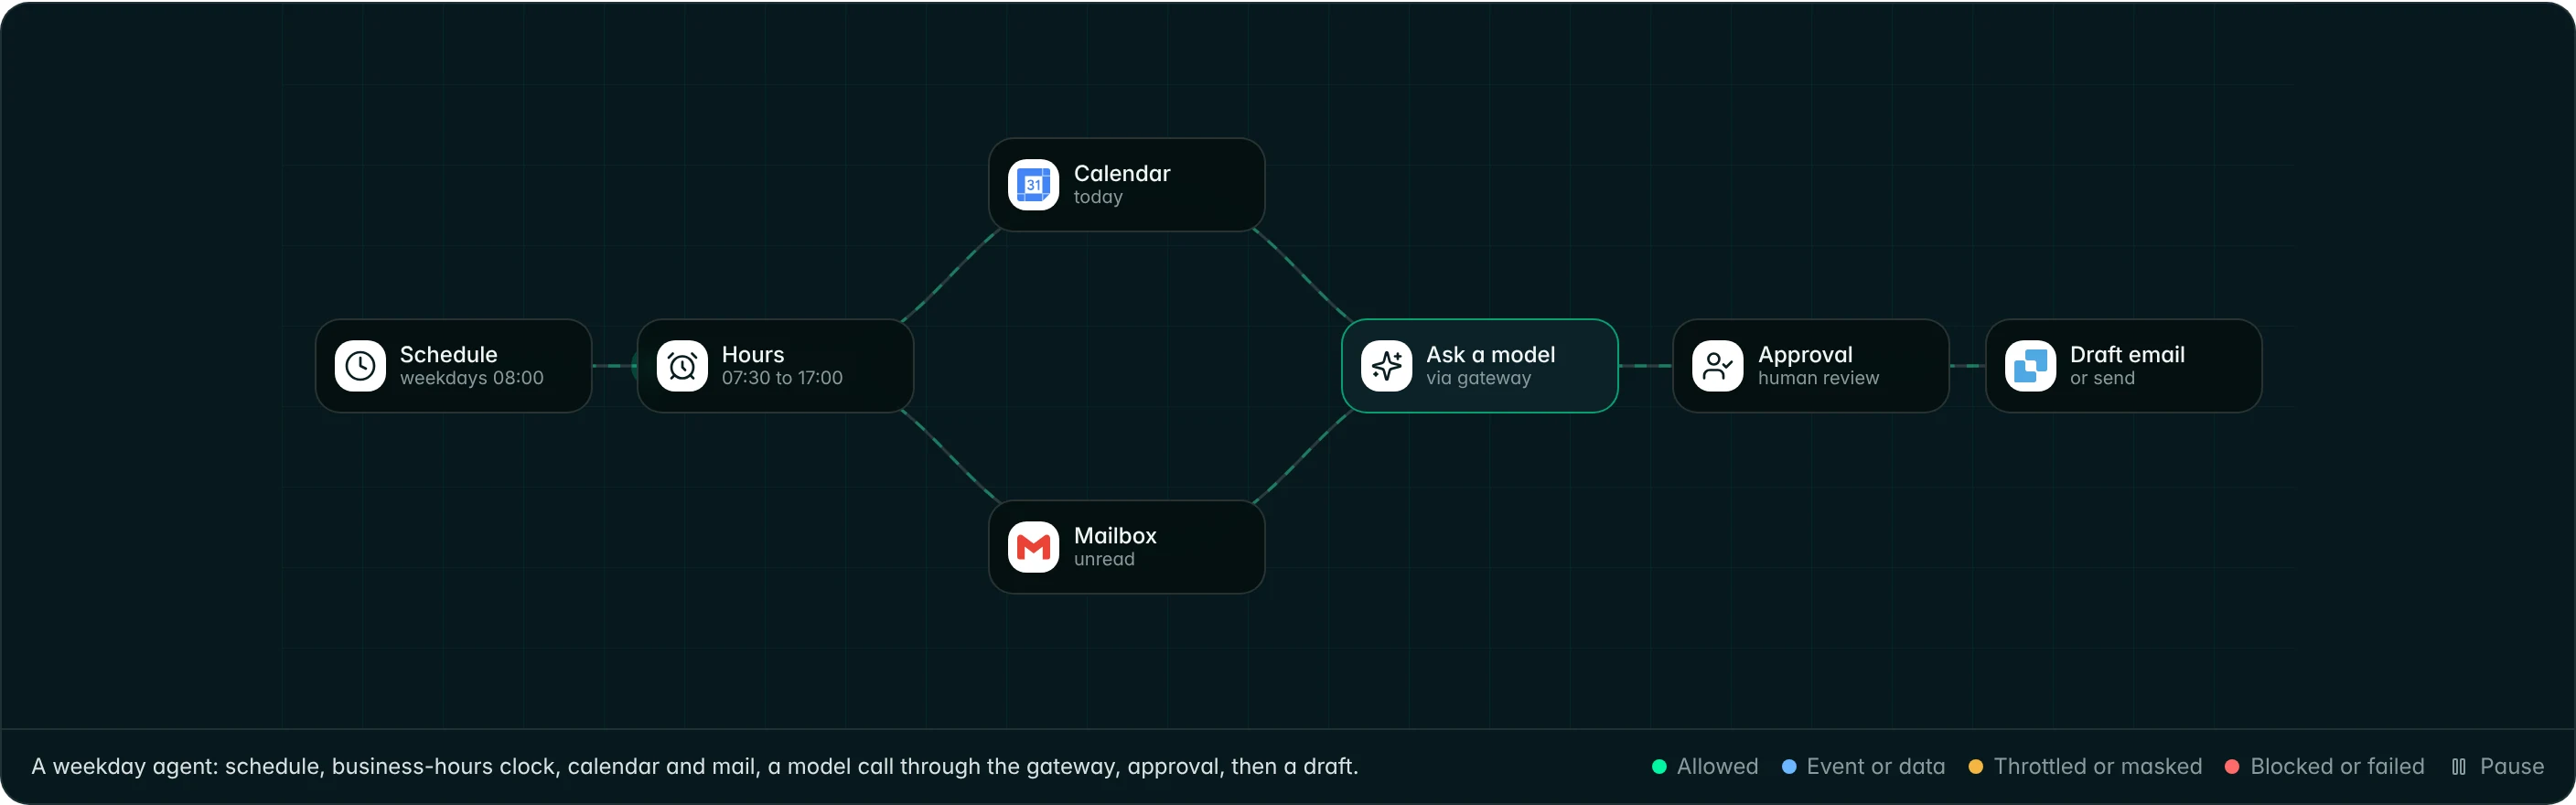 Calendar
today
31
Schedule
weekdays 08:00
Hours
07:30 to 17:00
Ask a model
via gateway
Approval
human review
Draft email
or send
Mailbox
unread
A weekday agent: schedule, business-hours clock, calendar and mail, a model call through the gateway, approval, then a draft.
Allowed
Event or data
Throttled or masked
Blocked or failed
Pause